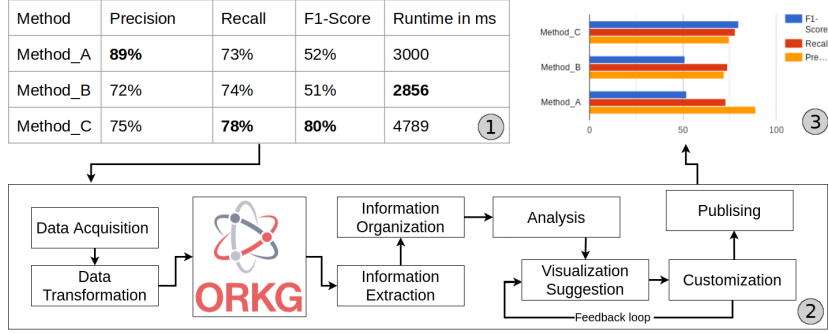 Method Precision Recall F1-Score Runtime in ms
Method_A 89% 73% 52% 3000
Method_B 72% 74% 51% 2856
Method_C 75% 78% 80% 4789
1
Method_C
Method_B
Method_A
0 50 100
F1-
Score
Recall
Pre...
3
Data Acquisition
Data
Transformation
ORKG
Information
Organization
Information
Extraction
Analysis
Visualization
Suggestion
Customization
Publising
Feedback loop
2